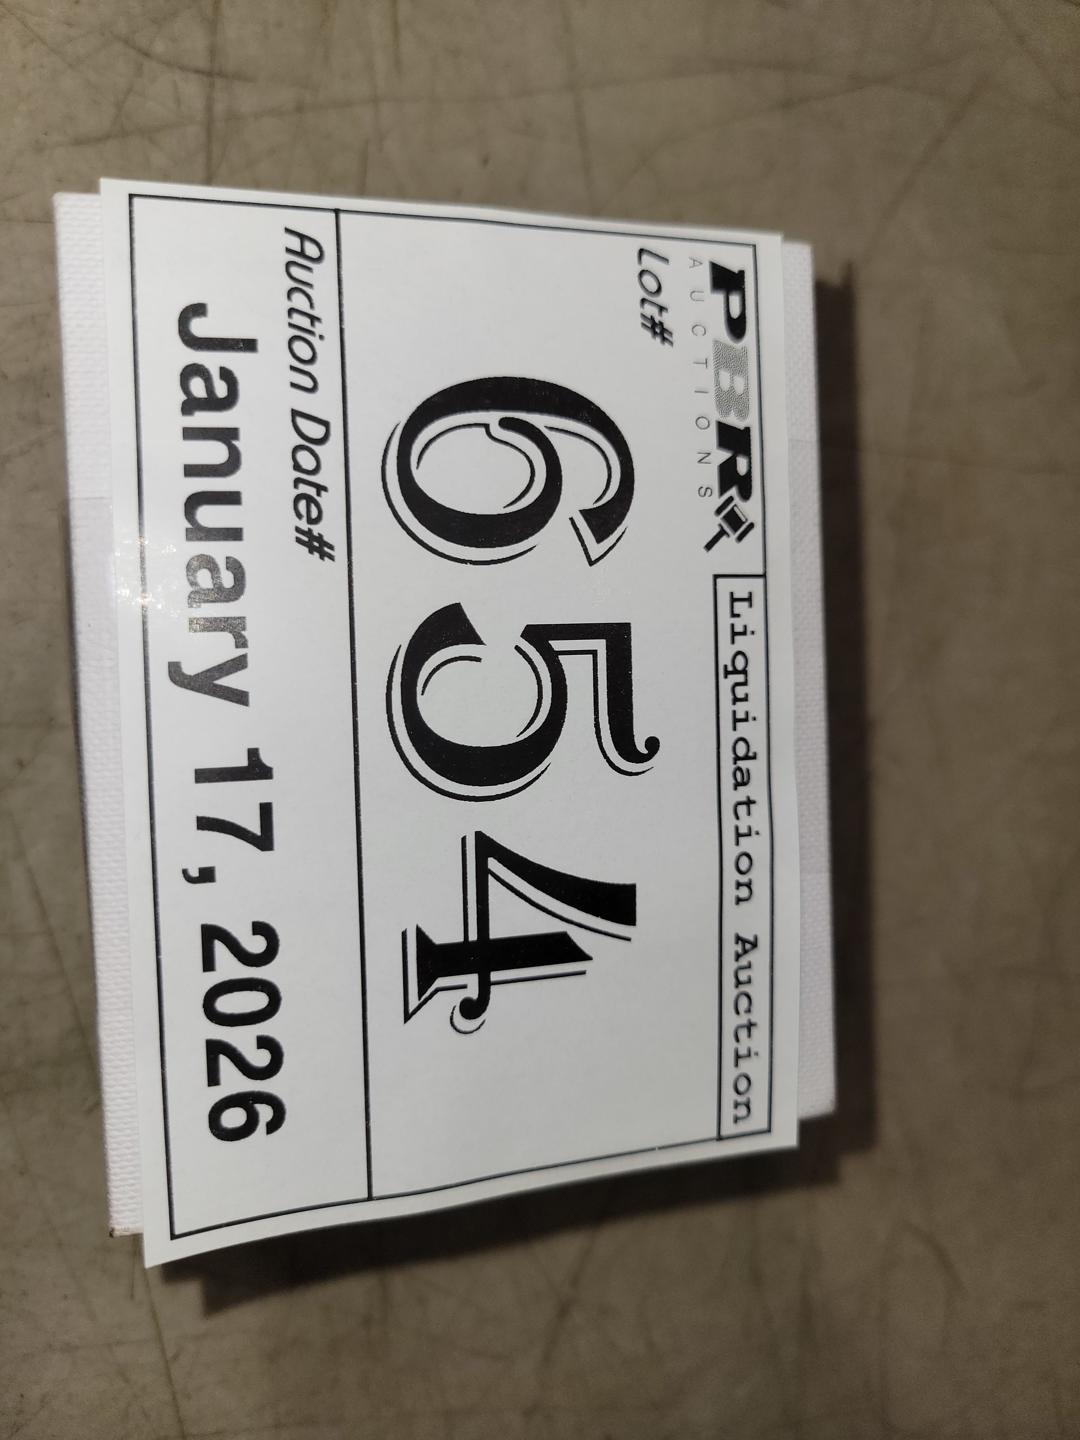 PBR
AUCTIONS
Liquidation Auction
Lot#
654
Auction Date#
January 17, 2026